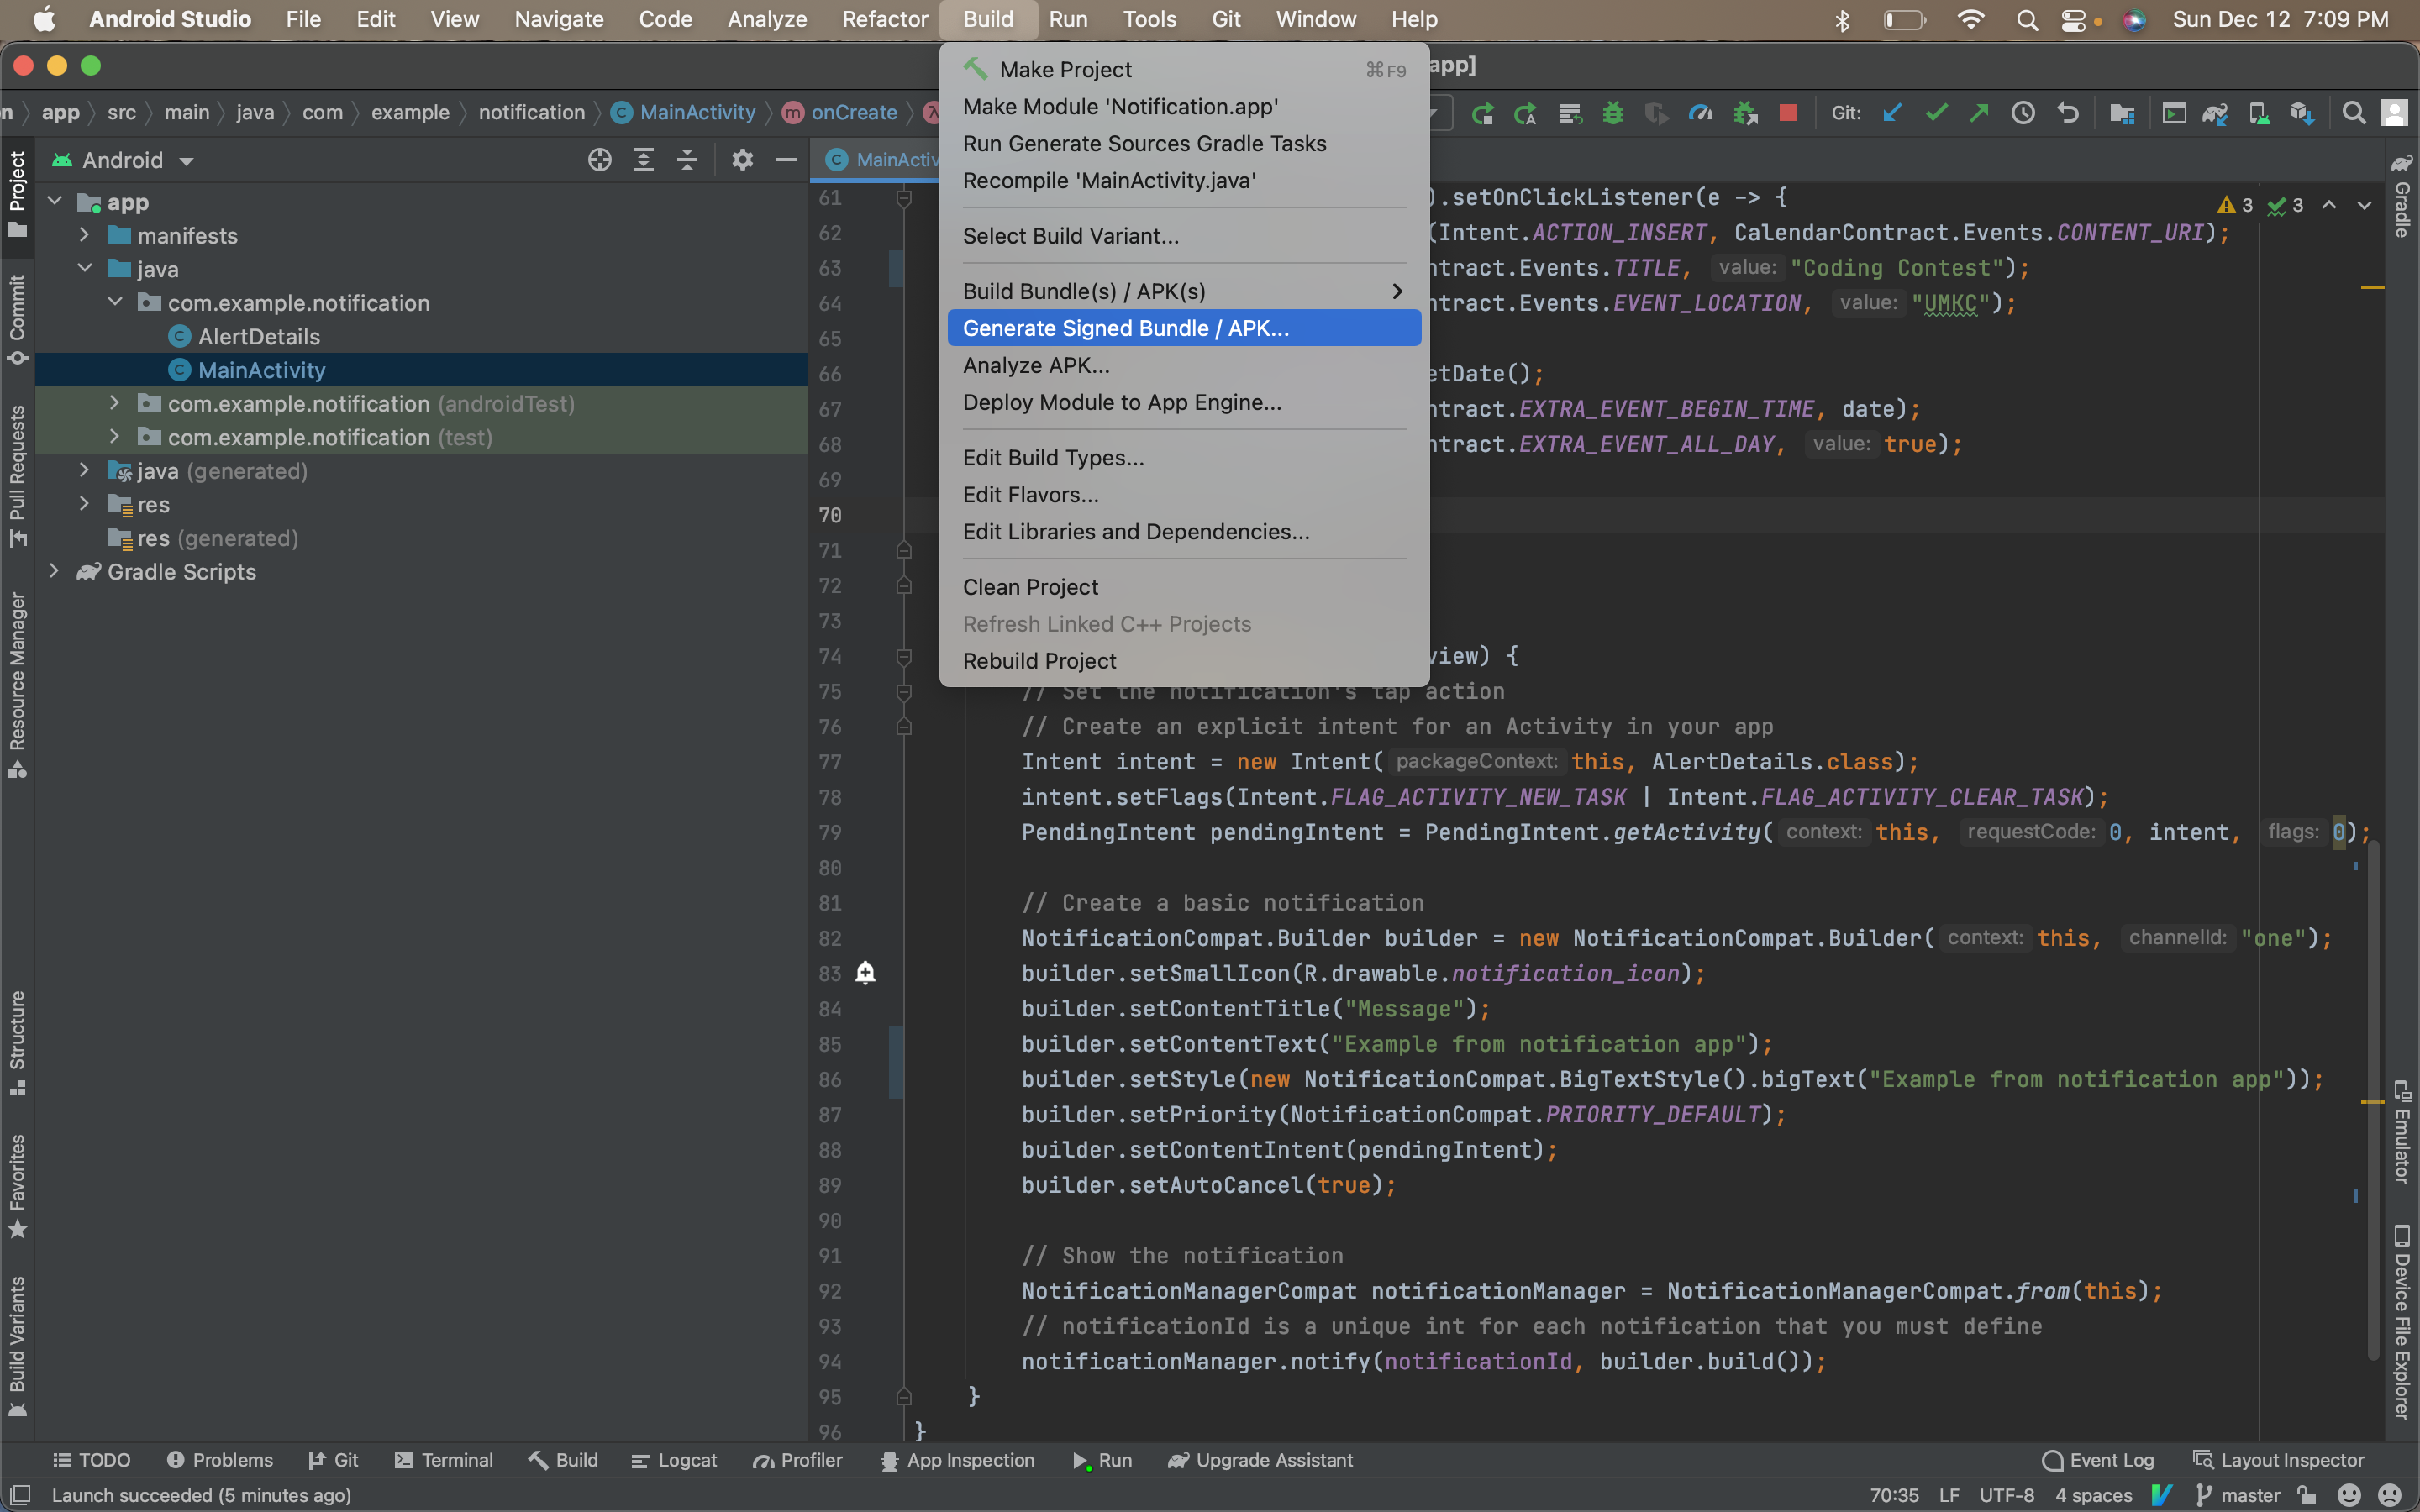 Android Studio File Edit View Navigate Code Analyze Refactor Build Run Tools Git Window Help Sun Dec 12 7:09 PM
app]
n app src main java com example notification MainActivity onCreate Git:
Android
MainActiv
Project
Commit
Pull Requests
Resource Manager
Structure
Favorites
Build Variants
app
manifests
java
com.example.notification
AlertDetails
MainActivity
com.example.notification (androidTest)
com.example.notification (test)
java (generated)
res
res (generated)
Gradle Scripts
Make Project ⌘F9
Make Module 'Notification.app'
Run Generate Sources Gradle Tasks
Recompile 'MainActivity.java'
Select Build Variant...
Build Bundle(s) / APK(s)
Generate Signed Bundle / APK...
Analyze APK...
Deploy Module to App Engine...
Edit Build Types...
Edit Flavors...
Edit Libraries and Dependencies...
Clean Project
Refresh Linked C++ Projects
Rebuild Project
3 3
61 ).setOnClickListener(e -> {
62 (Intent.ACTION_INSERT, CalendarContract.Events.CONTENT_URI);
63 ntract.Events.TITLE, value: "Coding Contest");
64 ntract.Events.EVENT_LOCATION, value: "UMKC");
65
66 etDate();
67 ntract.EXTRA_EVENT_BEGIN_TIME, date);
68 ntract.EXTRA_EVENT_ALL_DAY, value: true);
69
70
71
72
73
74 view) {
75 // Set the notification's tap action
76 // Create an explicit intent for an Activity in your app
77 Intent intent = new Intent( packageContext: this, AlertDetails.class);
78 intent.setFlags(Intent.FLAG_ACTIVITY_NEW_TASK | Intent.FLAG_ACTIVITY_CLEAR_TASK);
79 PendingIntent pendingIntent = PendingIntent.getActivity( context: this, requestCode: 0, intent, flags: 0);
80
81 // Create a basic notification
82 NotificationCompat.Builder builder = new NotificationCompat.Builder( context: this, channelId: "one");
83 builder.setSmallIcon(R.drawable.notification_icon);
84 builder.setContentTitle("Message");
85 builder.setContentText("Example from notification app");
86 builder.setStyle(new NotificationCompat.BigTextStyle().bigText("Example from notification app"));
87 builder.setPriority(NotificationCompat.PRIORITY_DEFAULT);
88 builder.setContentIntent(pendingIntent);
89 builder.setAutoCancel(true);
90
91 // Show the notification
92 NotificationManagerCompat notificationManager = NotificationManagerCompat.from(this);
93 // notificationId is a unique int for each notification that you must define
94 notificationManager.notify(notificationId, builder.build());
95 }
96 }
Gradle
Emulator
Device File Explorer
TODO Problems Git Terminal Build Logcat Profiler App Inspection Run Upgrade Assistant Event Log Layout Inspector
Launch succeeded (5 minutes ago) 70:35 LF UTF-8 4 spaces master